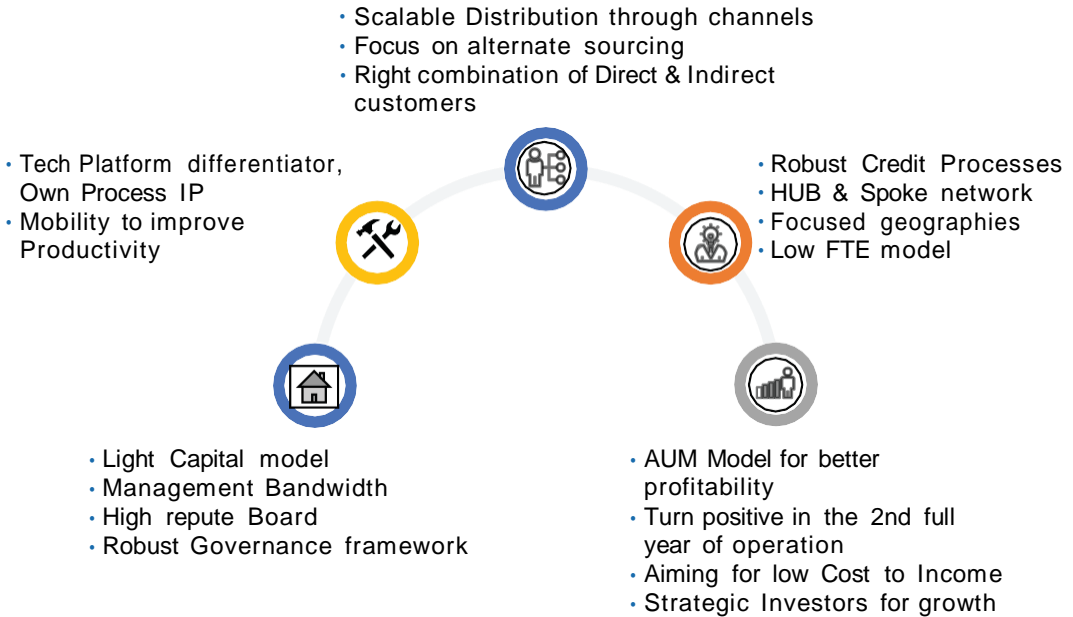 • Scalable Distribution through channels
• Focus on alternate sourcing
• Right combination of Direct & Indirect
customers
• Tech Platform differentiator,
Own Process IP
• Mobility to improve
Productivity
• Robust Credit Processes
• HUB & Spoke network
• Focused geographies
• Low FTE model
• Light Capital model
• Management Bandwidth
• High repute Board
• Robust Governance framework
• AUM Model for better
profitability
• Turn positive in the 2nd full
year of operation
• Aiming for low Cost to Income
• Strategic Investors for growth